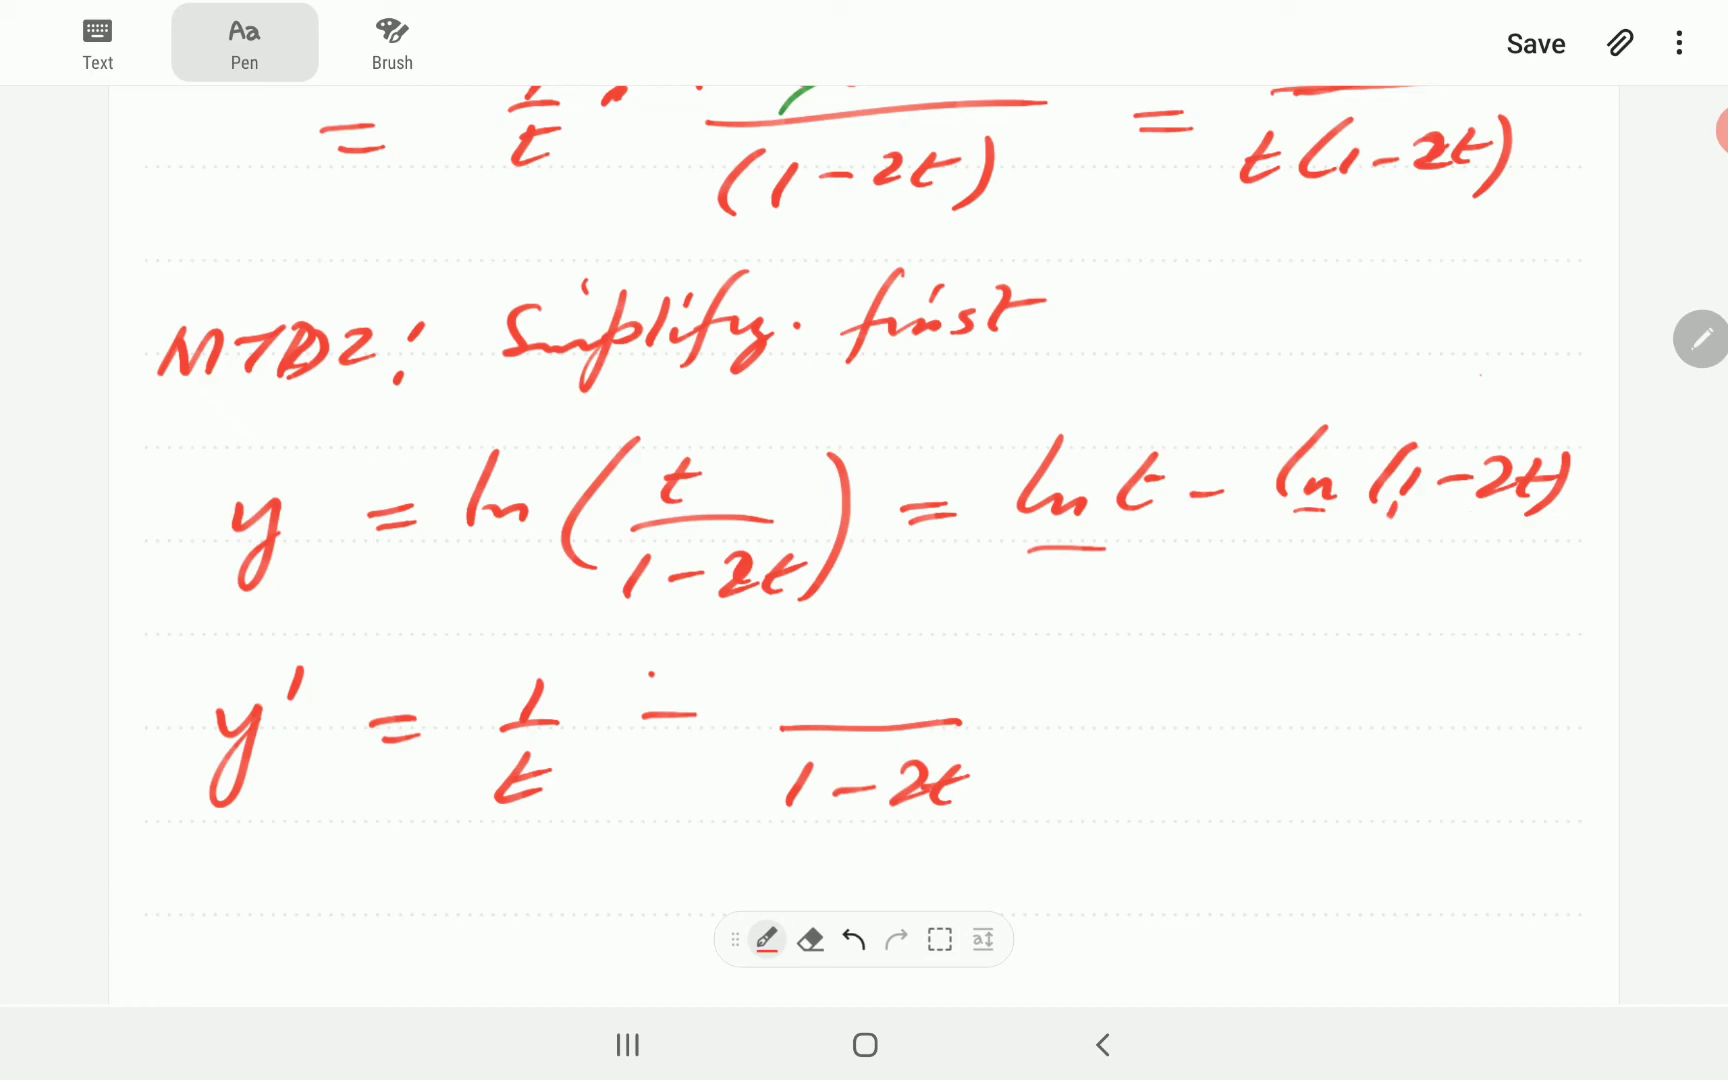 Text Pen Brush Save
= 1/t · /(1-2t) = /t(1-2t)
MTD2: Simplify. first
y = ln(t/(1-2t)) = ln t - ln(1-2t)
y' = 1/t - /(1-2t)